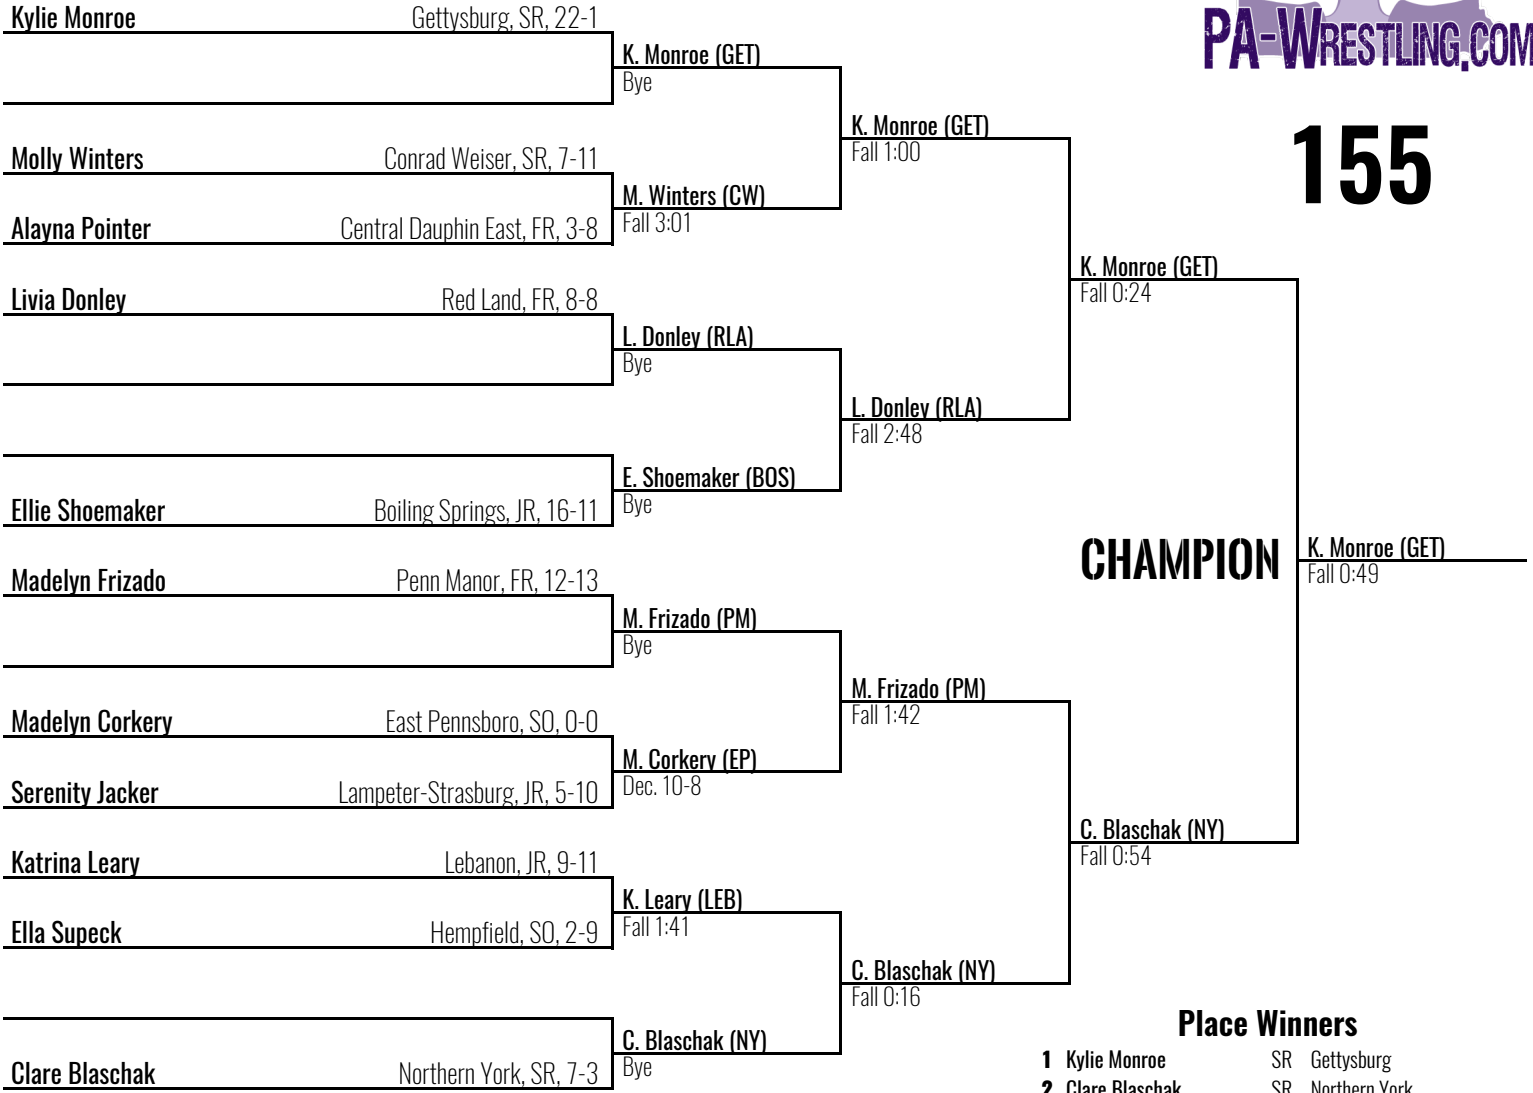 PA-WRESTLING.COM
155
Kylie Monroe Gettysburg, SR, 22-1
K. Monroe (GET)
Bye
Molly Winters Conrad Weiser, SR, 7-11
Alayna Pointer Central Dauphin East, FR, 3-8
M. Winters (CW)
Fall 3:01
K. Monroe (GET)
Fall 1:00
Livia Donley Red Land, FR, 8-8
L. Donley (RLA)
Bye
Ellie Shoemaker Boiling Springs, JR, 16-11
E. Shoemaker (BOS)
Bye
L. Donley (RLA)
Fall 2:48
K. Monroe (GET)
Fall 0:24
Madelyn Frizado Penn Manor, FR, 12-13
M. Frizado (PM)
Bye
Madelyn Corkery East Pennsboro, SO, 0-0
Serenity Jacker Lampeter-Strasburg, JR, 5-10
M. Corkery (EP)
Dec. 10-8
M. Frizado (PM)
Fall 1:42
Katrina Leary Lebanon, JR, 9-11
Ella Supeck Hempfield, SO, 2-9
K. Leary (LEB)
Fall 1:41
Clare Blaschak Northern York, SR, 7-3
C. Blaschak (NY)
Bye
C. Blaschak (NY)
Fall 0:16
C. Blaschak (NY)
Fall 0:54
CHAMPION
K. Monroe (GET)
Fall 0:49
Place Winners
1 Kylie Monroe SR Gettysburg
2 Clare Blaschak SR Northern York